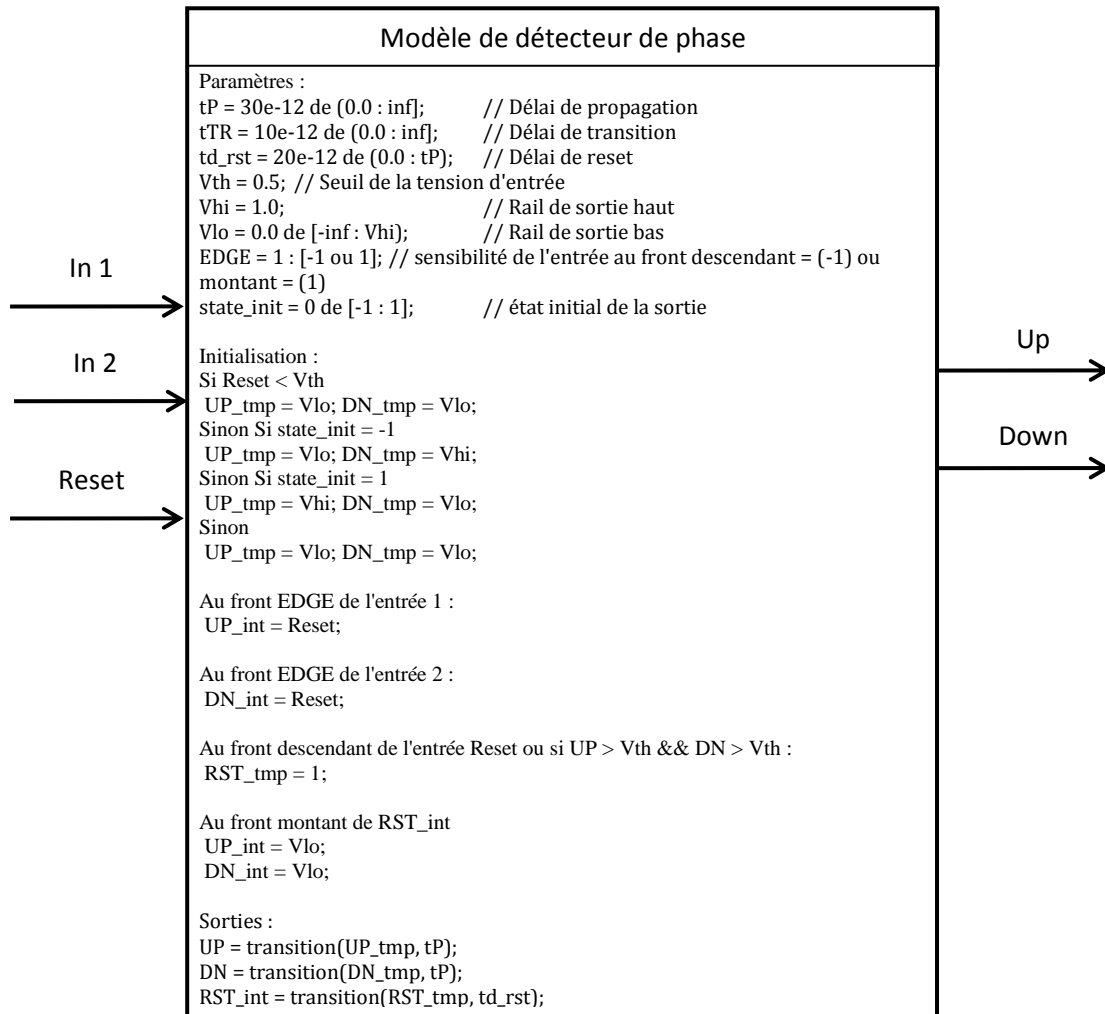 Modèle de détecteur de phase
Paramètres :
tP = 30e-12 de (0.0 : inf]; // Délai de propagation
tTR = 10e-12 de (0.0 : inf]; // Délai de transition
td_rst = 20e-12 de (0.0 : tP); // Délai de reset
Vth = 0.5; // Seuil de la tension d'entrée
Vhi = 1.0; // Rail de sortie haut
Vlo = 0.0 de [-inf : Vhi); // Rail de sortie bas
EDGE = 1 : [-1 ou 1]; // sensibilité de l'entrée au front descendant = (-1) ou
montant = (1)
state_init = 0 de [-1 : 1]; // état initial de la sortie
Initialisation :
Si Reset < Vth
UP_tmp = Vlo; DN_tmp = Vlo;
Sinon Si state_init = -1
UP_tmp = Vlo; DN_tmp = Vhi;
Sinon Si state_init = 1
UP_tmp = Vhi; DN_tmp = Vlo;
Sinon
UP_tmp = Vlo; DN_tmp = Vlo;
Au front EDGE de l'entrée 1 :
UP_int = Reset;
Au front EDGE de l'entrée 2 :
DN_int = Reset;
Au front descendant de l'entrée Reset ou si UP > Vth && DN > Vth :
RST_tmp = 1;
Au front montant de RST_int
UP_int = Vlo;
DN_int = Vlo;
Sorties :
UP = transition(UP_tmp, tP);
DN = transition(DN_tmp, tP);
RST_int = transition(RST_tmp, td_rst);
In 1
In 2
Reset
Up
Down